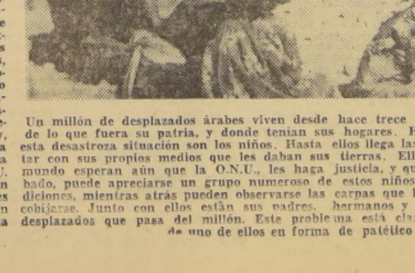 Un millón de desplazados árabes viven desde hace trece
de lo que fuera su patria, y donde tenían sus hogares.
esta desastroza situación son los niños. Hasta ellos llega las
tar con sus propios medios que les daban sus tierras. El
mundo esperan aún que la O.N.U., les haga justicia, y
bado, puede apreciarse un grupo numeroso de estos niños
diciones, mientras atrás pueden observarse las carpas que
cobijarse. Junto con ellos están sus padres, hermanos y
desplazados que pasa del millón. Este problema está
de uno de ellos en forma de patético